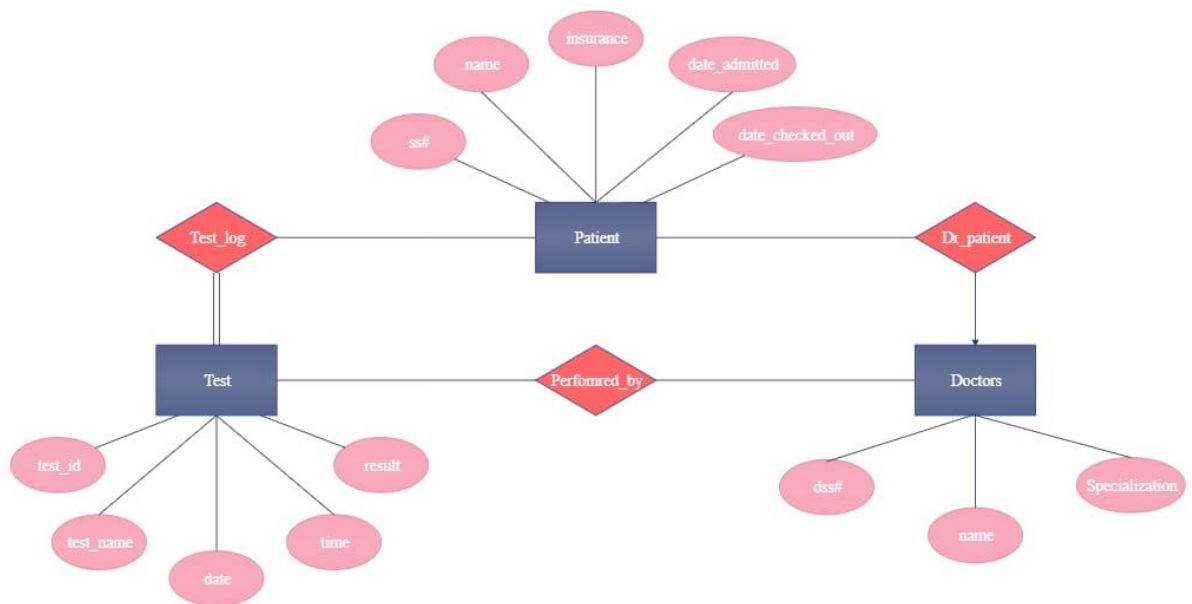 insurance
name
date_admitted
ss#
date_checked_out
Test_log
Patient
Dr_patient
Test
Perfomred_by
Doctors
test_id
result
dss#
Specialization
test_name
time
name
date